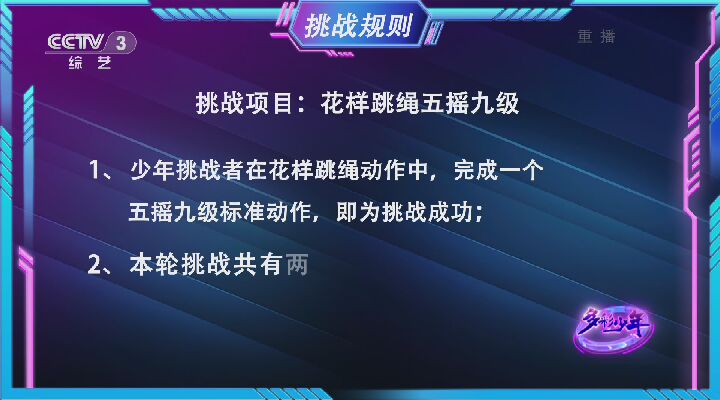 挑战规则
CCTV 3
综艺
重播
挑战项目：花样跳绳五摇九级
1、少年挑战者在花样跳绳动作中，完成一个
五摇九级标准动作，即为挑战成功；
2、本轮挑战共有两
少年